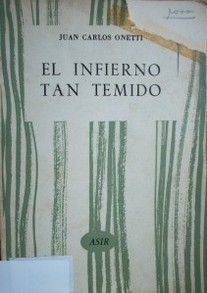 JUAN CARLOS ONETTI
EL INFIERNO
TAN TEMIDO
ASIR